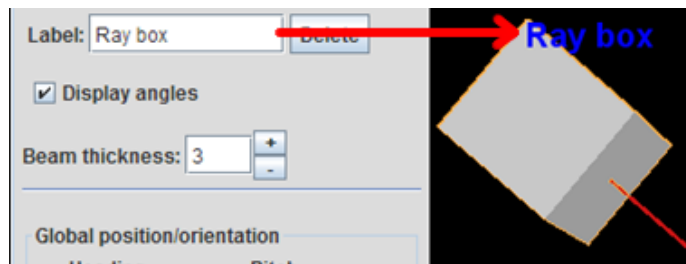 Label: Ray box Delete Ray box
Display angles
Beam thickness: 3 + -
Global position/orientation